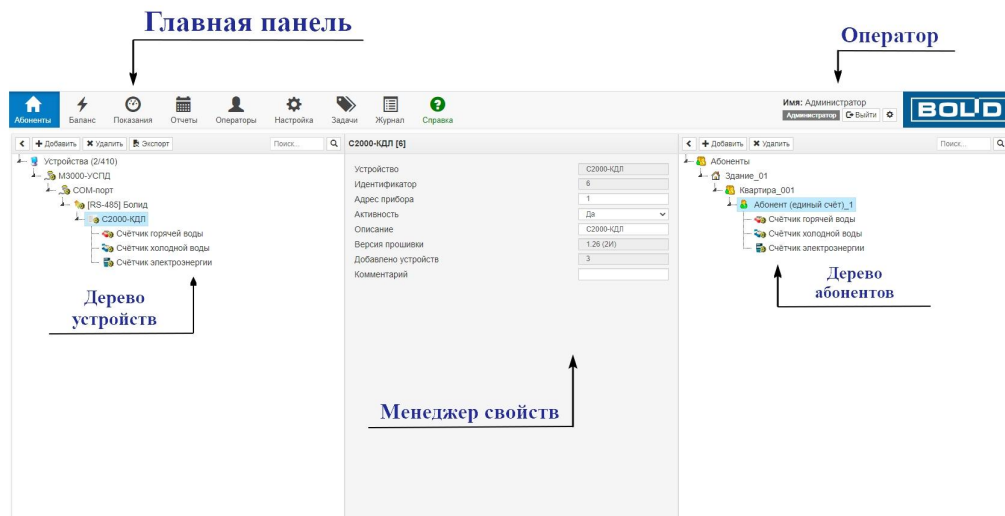 Главная панель
Оператор
Абоненты Баланс Показания Отчеты Операторы Настройка Задачи Журнал Справка
Имя: Администратор
Администратор Выйти
BOLID
Добавить Удалить Экспорт Поиск...
Устройства (2/410)
М3000-УСПД
COM-порт
[RS-485] Болид
С2000-КДЛ
Счётчик горячей воды
Счётчик холодной воды
Счётчик электроэнергии
Дерево
устройств
С2000-КДЛ [6]
Устройство С2000-КДЛ
Идентификатор 6
Адрес прибора 1
Активность Да
Описание С2000-КДЛ
Версия прошивки 1.26 (2И)
Добавлено устройств 3
Комментарий
Менеджер свойств
Добавить Удалить Поиск...
Абоненты
Здание_01
Квартира_001
Абонент (единый счёт)_1
Счётчик горячей воды
Счётчик холодной воды
Счётчик электроэнергии
Дерево
абонентов